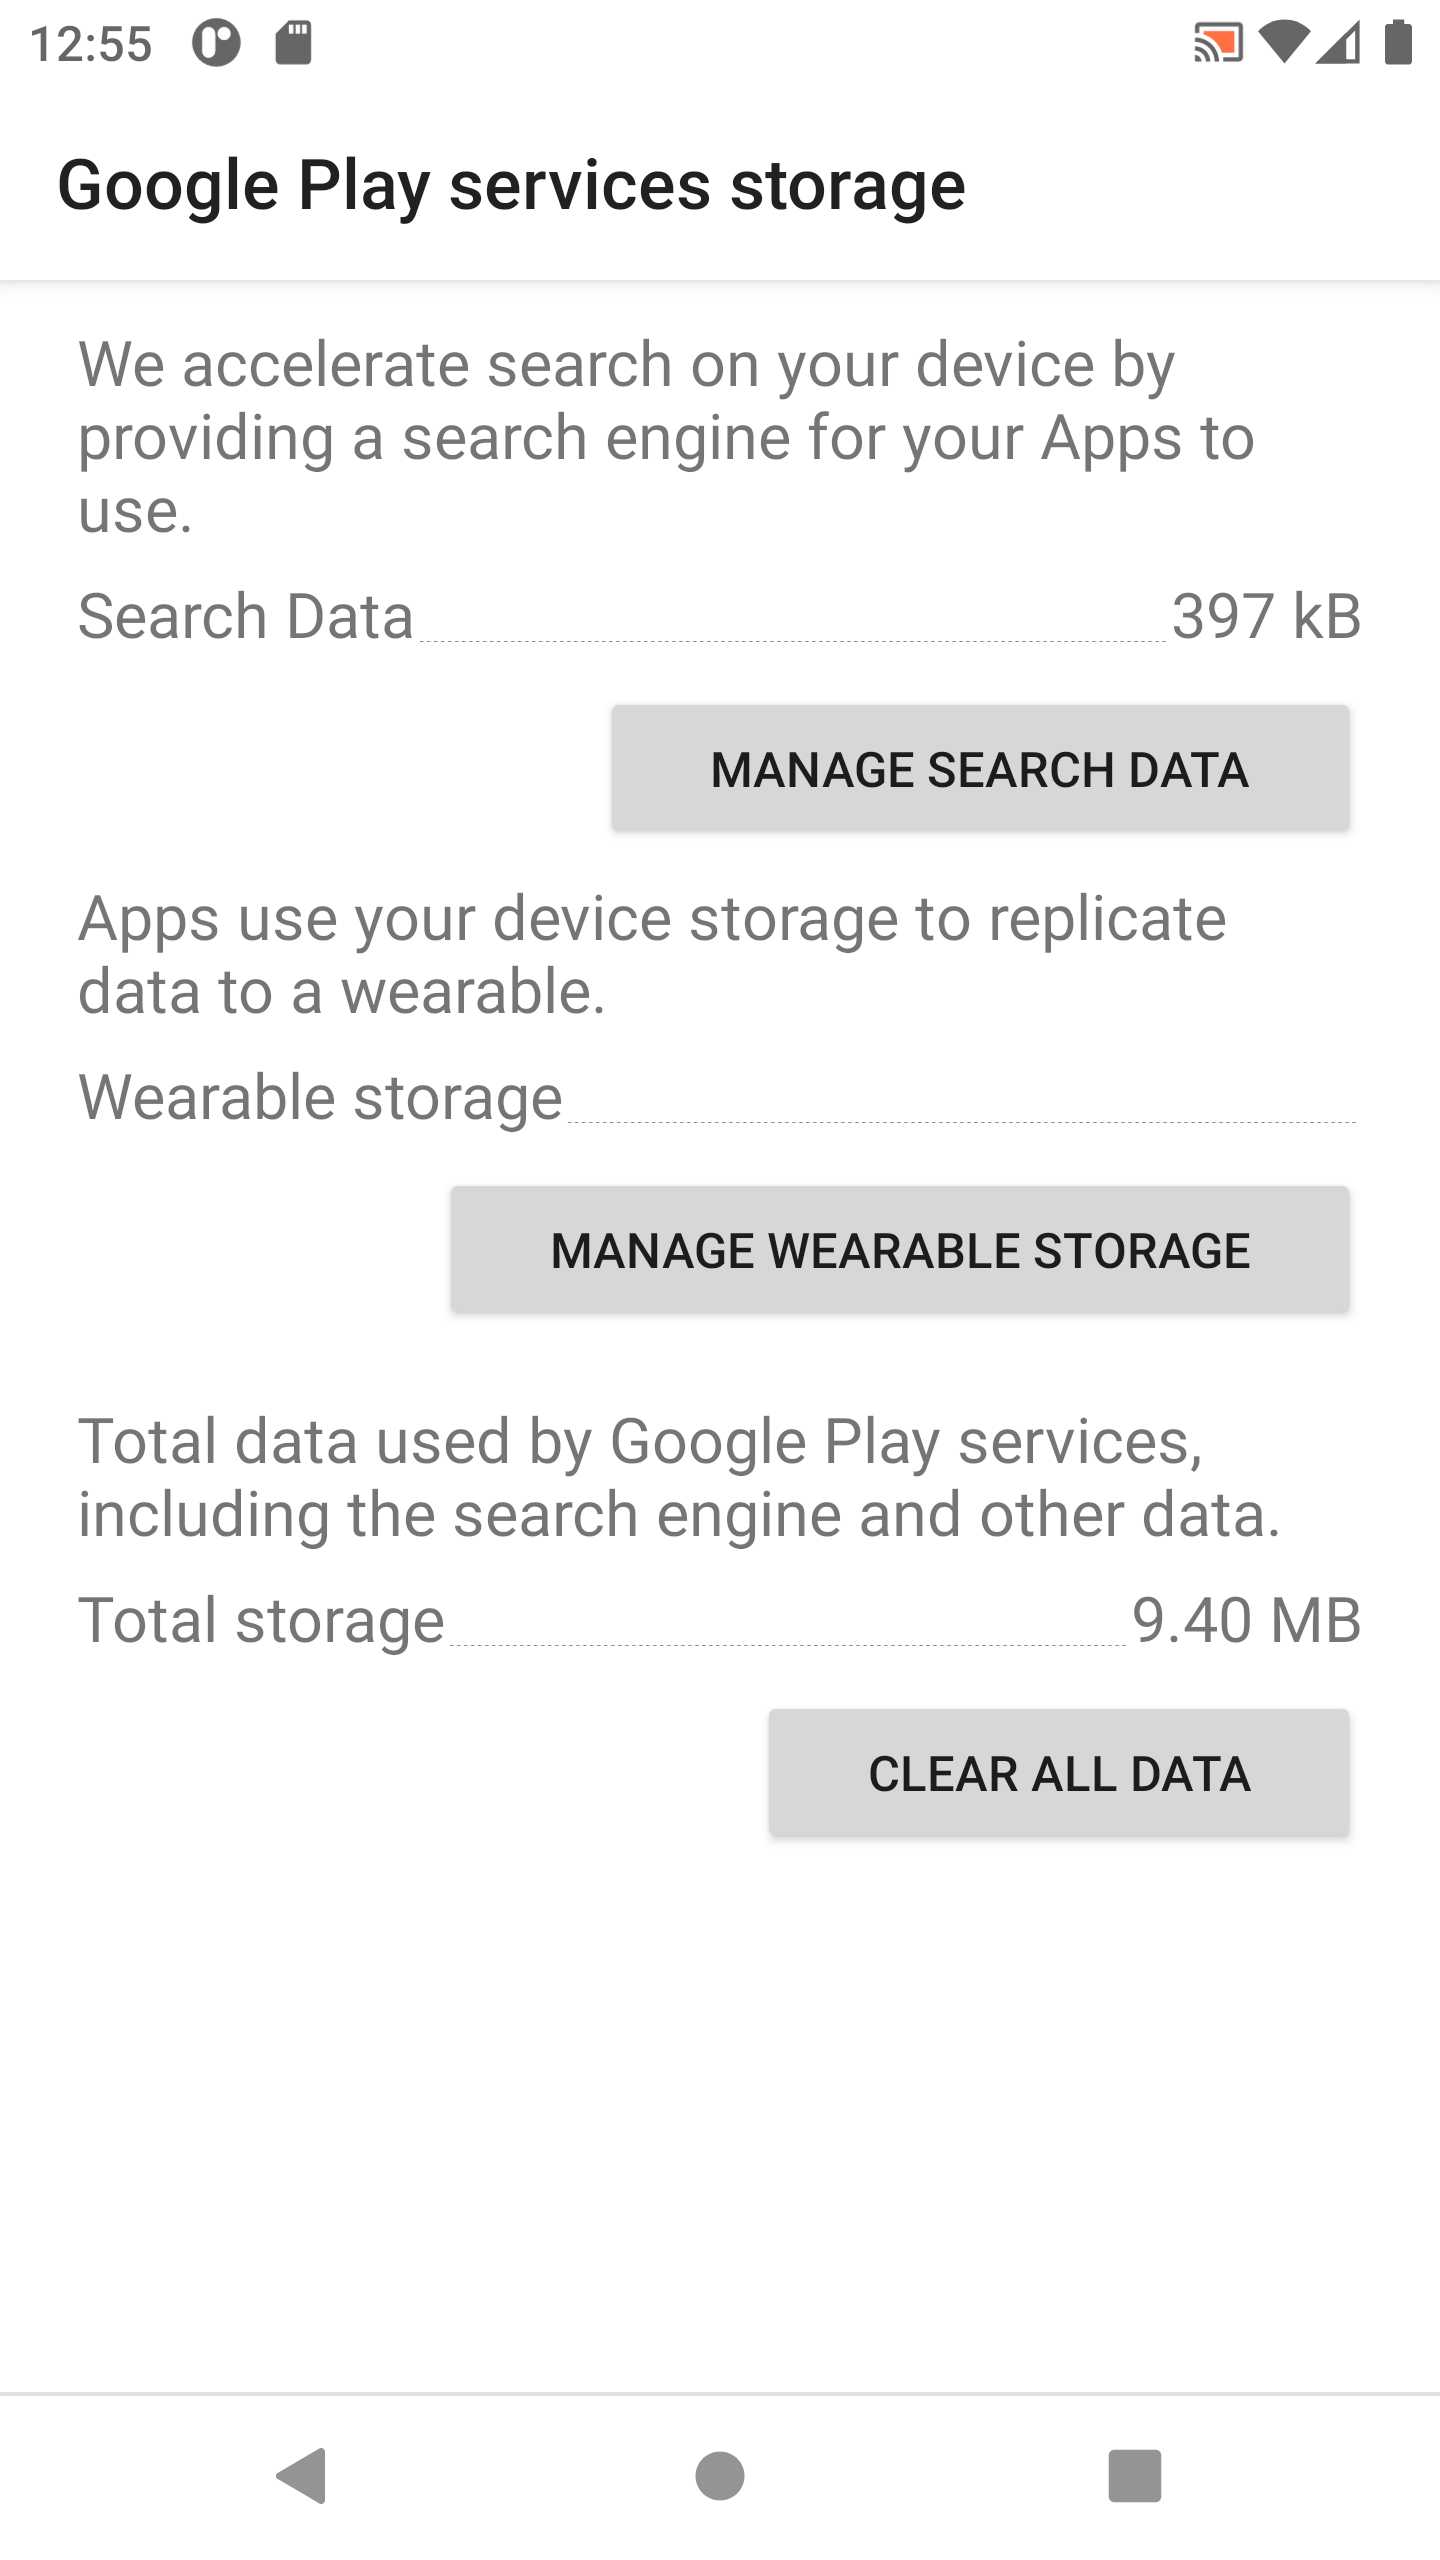 12:55
Google Play services storage
We accelerate search on your device by
providing a search engine for your Apps to
use.
Search Data 397 kB
MANAGE SEARCH DATA
Apps use your device storage to replicate
data to a wearable.
Wearable storage
MANAGE WEARABLE STORAGE
Total data used by Google Play services,
including the search engine and other data.
Total storage 9.40 MB
CLEAR ALL DATA